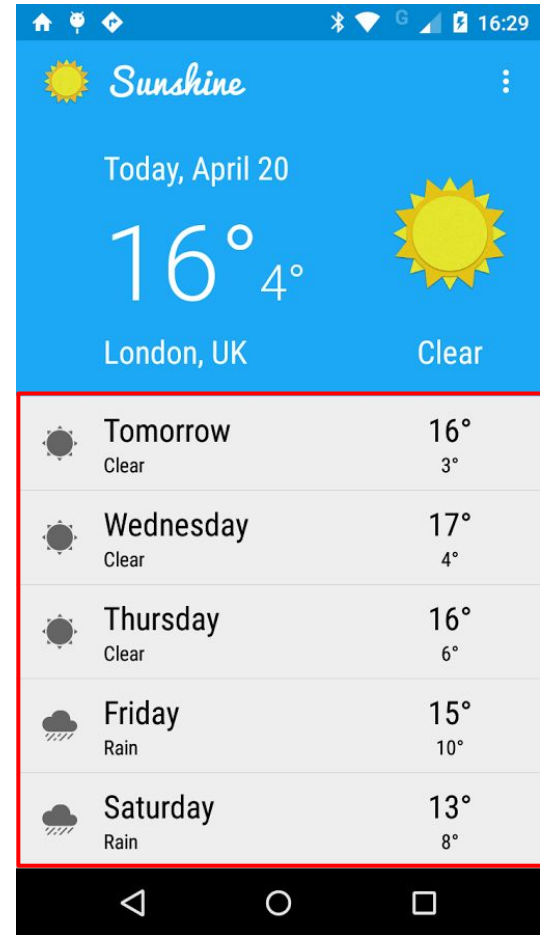 G 16:29
Sunshine
Today, April 20
16° 4°
London, UK Clear
Tomorrow 16°
Clear 3°
Wednesday 17°
Clear 4°
Thursday 16°
Clear 6°
Friday 15°
Rain 10°
Saturday 13°
Rain 8°